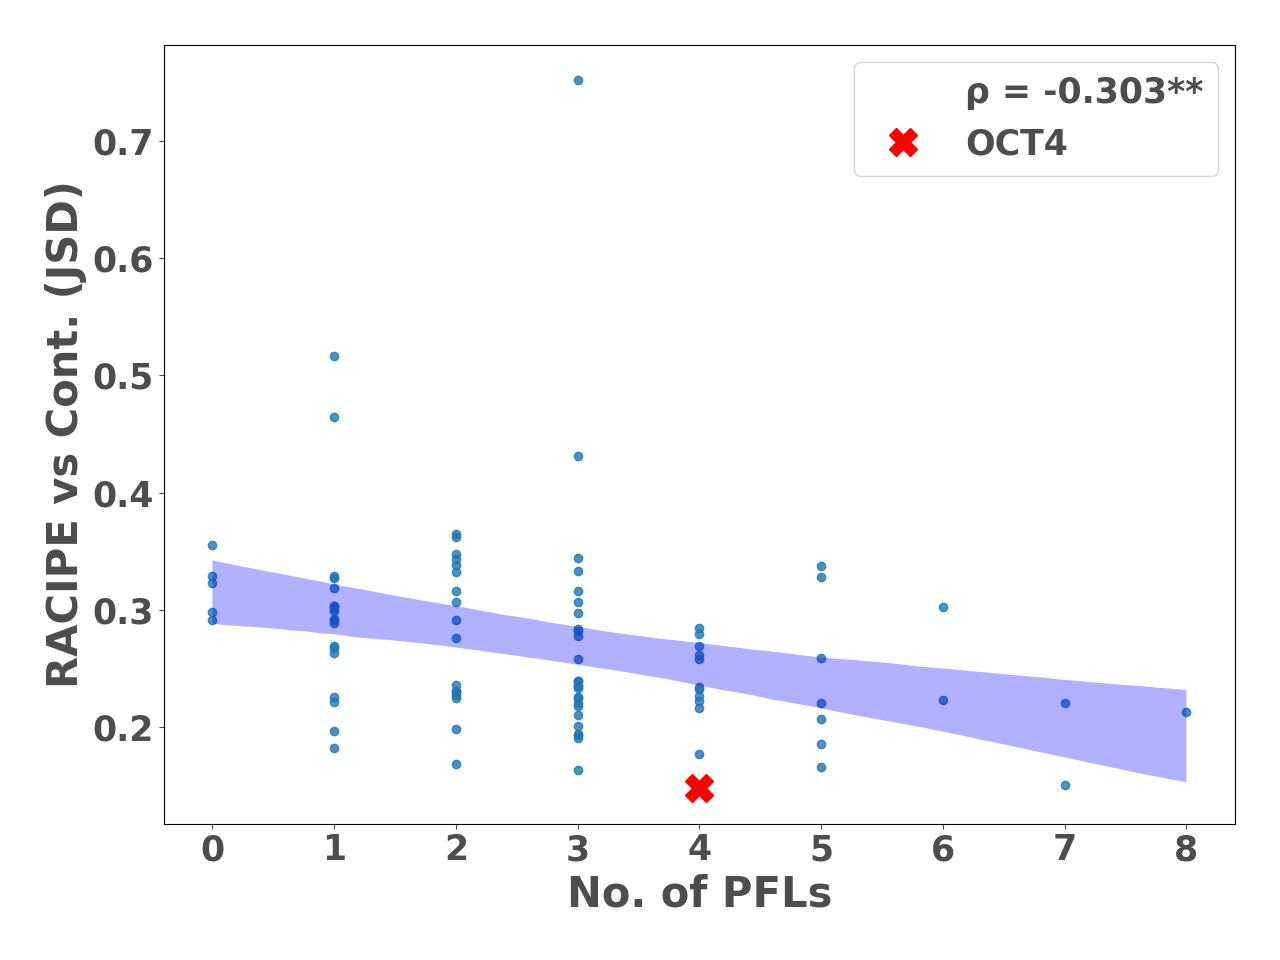 ρ = -0.303**
OCT4
RACIPE vs Cont. (JSD)
0.7
0.6
0.5
0.4
0.3
0.2
0 1 2 3 4 5 6 7 8
No. of PFLs